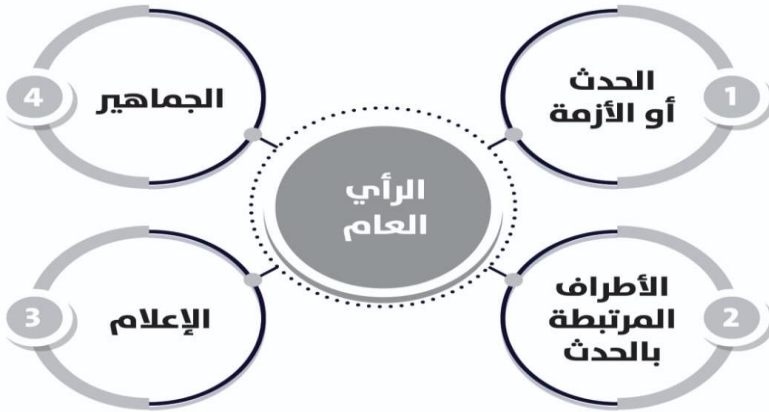 الرأي
العام
1
الحدث
أو الأزمة
2
الأطراف
المرتبطة
بالحدث
3
الإعلام
4
الجماهير